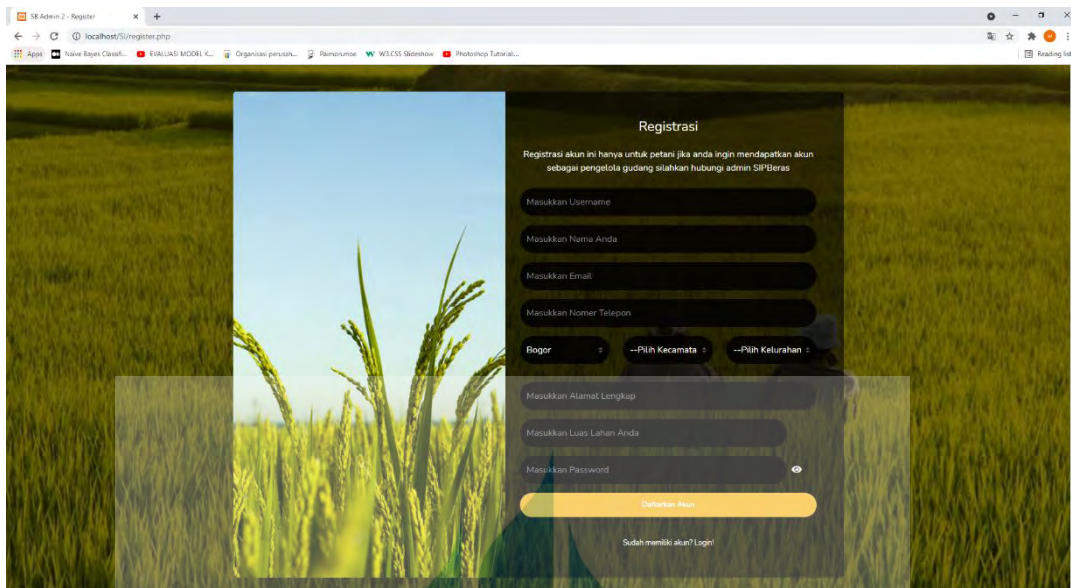 SB Admin 2 - Register
localhost/SI/register.php
Apps Naive Bayes Classifi... EVALUASI MODEL K... Organisasi perusah... Paimorumoe W3.CSS Slideshow Photoshop Tutorial... Reading list
Registrasi
Registrasi akun ini hanya untuk petani jika anda ingin mendapatkan akun
sebagai pengelola gudang silahkan hubungi admin SIPBeras
Masukkan Username
Masukkan Nama Anda
Masukkan Email
Masukkan Nomer Telepon
Bogor --Pilih Kecamata --Pilih Kelurahan
Masukkan Alamat Lengkap
Masukkan Luas Lahan Anda
Masukkan Password
Daftarkan Akun
Sudah memiliki akun? Login!